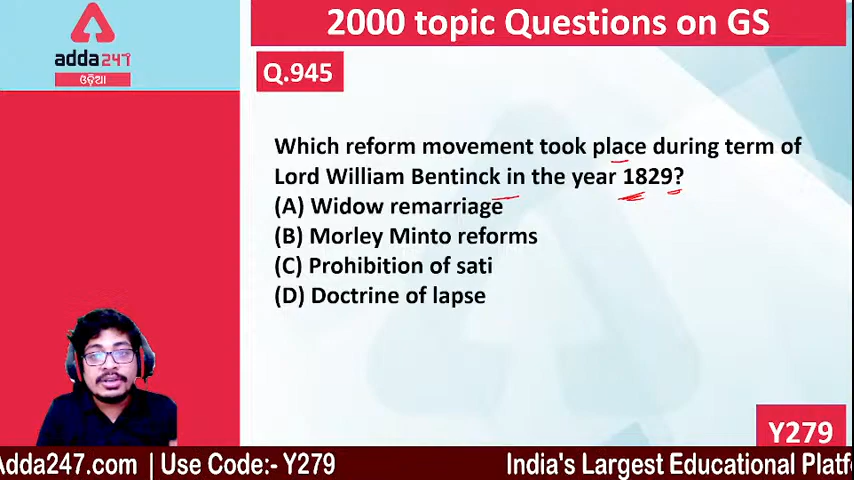 2000 topic Questions on GS
adda247
ଓଡ଼ିଆ
Q.945
Which reform movement took place during term of
Lord William Bentinck in the year 1829?
(A) Widow remarriage
(B) Morley Minto reforms
(C) Prohibition of sati
(D) Doctrine of lapse
Y279
Adda247.com | Use Code:- Y279 India's Largest Educational Platf